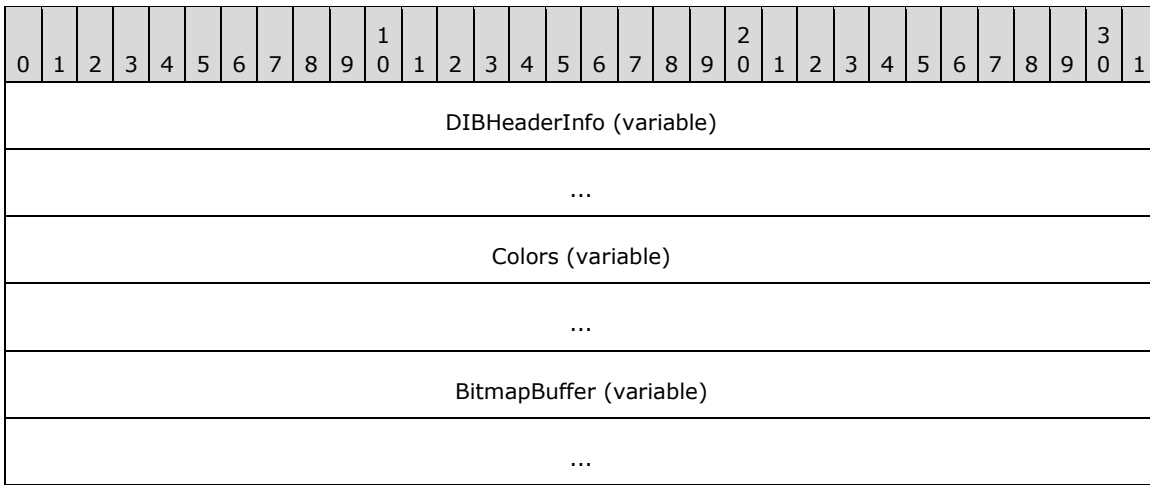 1 2 3
0 1 2 3 4 5 6 7 8 9 0 1 2 3 4 5 6 7 8 9 0 1 2 3 4 5 6 7 8 9 0 1
DIBHeaderInfo (variable)
...
Colors (variable)
...
BitmapBuffer (variable)
...